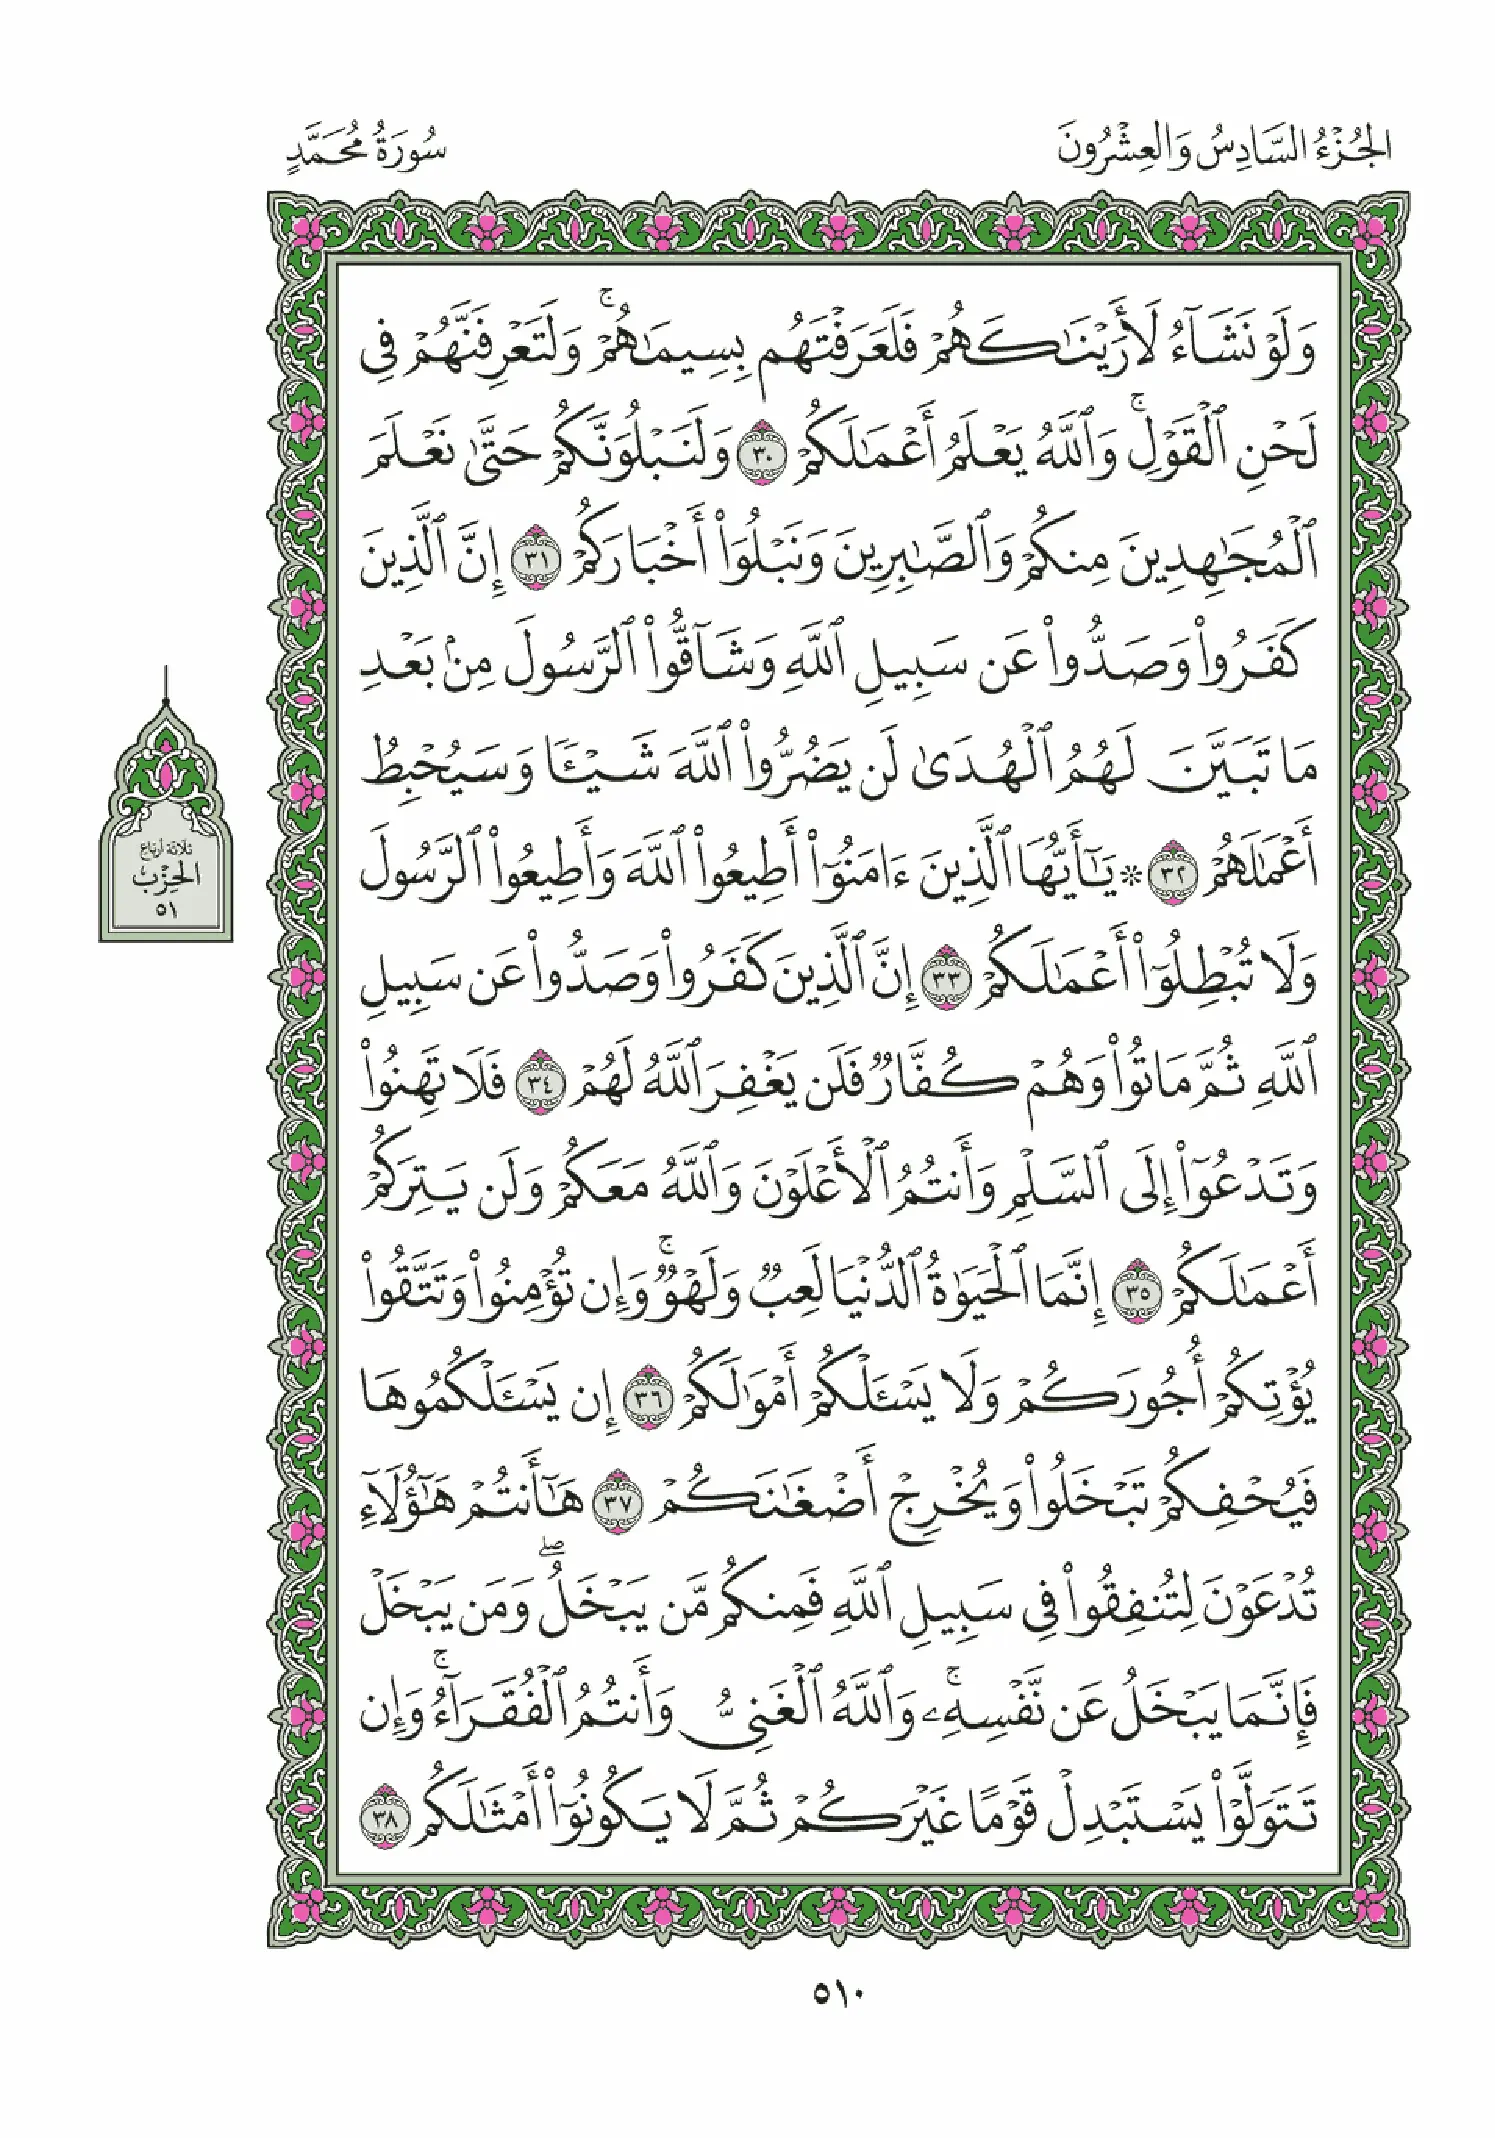 الجُزْءُ السَّادِسُ وَالعِشْرُونَ
سُورَةُ مُحَمَّدٍ
وَلَوْ نَشَآءُ لَأَرَيْنَٰكَهُمْ فَلَعَرَفْتَهُم بِسِيمَٰهُمْۚ وَلَتَعْرِفَنَّهُمْ فِى
لَحْنِ ٱلْقَوْلِۚ وَٱللَّهُ يَعْلَمُ أَعْمَٰلَكُمْ ٣٠ وَلَنَبْلُوَنَّكُمْ حَتَّىٰ نَعْلَمَ
ٱلْمُجَٰهِدِينَ مِنكُمْ وَٱلصَّٰبِرِينَ وَنَبْلُوَا۟ أَخْبَارَكُمْ ٣١ إِنَّ ٱلَّذِينَ
كَفَرُوا۟ وَصَدُّوا۟ عَن سَبِيلِ ٱللَّهِ وَشَآقُّوا۟ ٱلرَّسُولَ مِنۢ بَعْدِ
مَا تَبَيَّنَ لَهُمُ ٱلْهُدَىٰ لَن يَضُرُّوا۟ ٱللَّهَ شَيْـًٔا وَسَيُحْبِطُ
أَعْمَٰلَهُمْ ٣٢ ۞ يَٰٓأَيُّهَا ٱلَّذِينَ ءَامَنُوٓا۟ أَطِيعُوا۟ ٱللَّهَ وَأَطِيعُوا۟ ٱلرَّسُولَ
وَلَا تُبْطِلُوٓا۟ أَعْمَٰلَكُمْ ٣٣ إِنَّ ٱلَّذِينَ كَفَرُوا۟ وَصَدُّوا۟ عَن سَبِيلِ
ٱللَّهِ ثُمَّ مَاتُوا۟ وَهُمْ كُفَّارٌ فَلَن يَغْفِرَ ٱللَّهُ لَهُمْ ٣٤ فَلَا تَهِنُوا۟
وَتَدْعُوٓا۟ إِلَى ٱلسَّلْمِ وَأَنتُمُ ٱلْأَعْلَوْنَ وَٱللَّهُ مَعَكُمْ وَلَن يَتِرَكُمْ
أَعْمَٰلَكُمْ ٣٥ إِنَّمَا ٱلْحَيَوٰةُ ٱلدُّنْيَا لَعِبٌ وَلَهْوٌۚ وَإِن تُؤْمِنُوا۟ وَتَتَّقُوا۟
يُؤْتِكُمْ أُجُورَكُمْ وَلَا يَسْـَٔلْكُمْ أَمْوَٰلَكُمْ ٣٦ إِن يَسْـَٔلْكُمُوهَا
فَيُحْفِكُمْ تَبْخَلُوا۟ وَيُخْرِجْ أَضْغَٰنَكُمْ ٣٧ هَٰٓأَنتُمْ هَٰٓؤُلَآءِ
تُدْعَوْنَ لِتُنفِقُوا۟ فِى سَبِيلِ ٱللَّهِ فَمِنكُم مَّن يَبْخَلُۖ وَمَن يَبْخَلْ
فَإِنَّمَا يَبْخَلُ عَن نَّفْسِهِۦۚ وَٱللَّهُ ٱلْغَنِىُّ وَأَنتُمُ ٱلْفُقَرَآءُۚ وَإِن
تَتَوَلَّوْا۟ يَسْتَبْدِلْ قَوْمًا غَيْرَكُمْ ثُمَّ لَا يَكُونُوٓا۟ أَمْثَٰلَكُم ٣٨
ثلاثة أرباع
الحِزْب
٥١
٥١٠